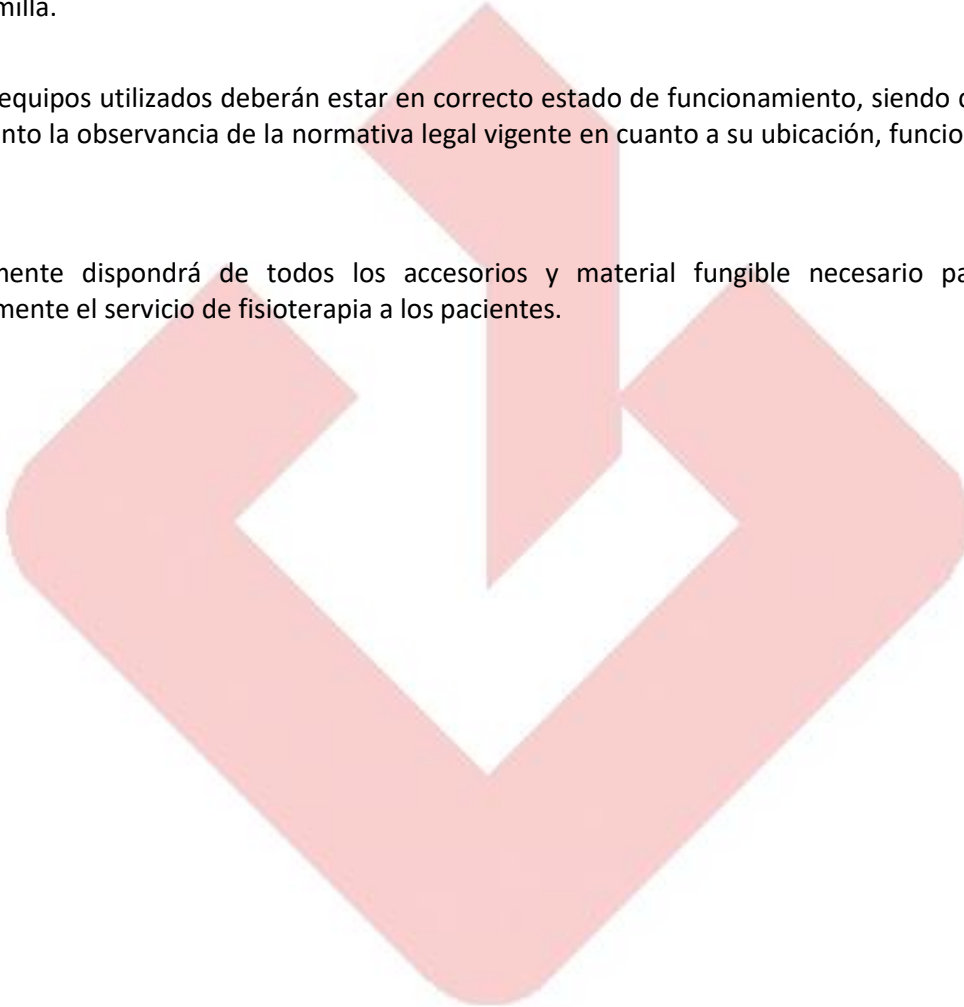 milla.
equipos utilizados deberán estar en correcto estado de funcionamiento, siendo
nto la observancia de la normativa legal vigente en cuanto a su ubicación, funcio
mente dispondrá de todos los accesorios y material fungible necesario pa
mente el servicio de fisioterapia a los pacientes.